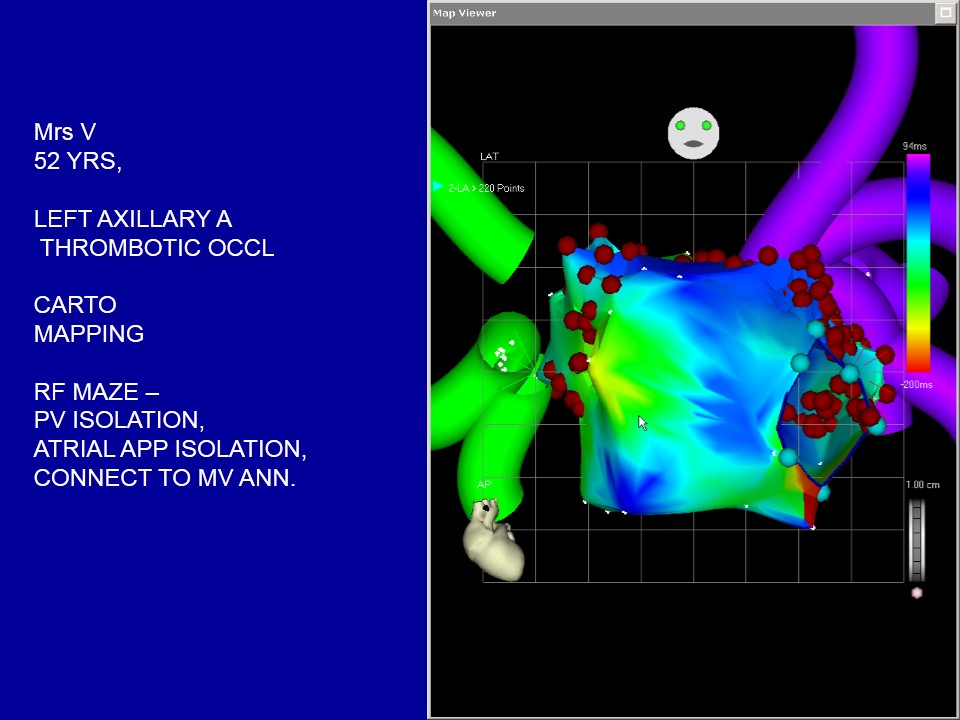 Mrs V
52 YRS,
LEFT AXILLARY A
THROMBOTIC OCCL
CARTO
MAPPING
RF MAZE –
PV ISOLATION,
ATRIAL APP ISOLATION,
CONNECT TO MV ANN.
Map Viewer
LAT
2-LA > 220 Points
94ms
-200ms
AP
1.00 cm